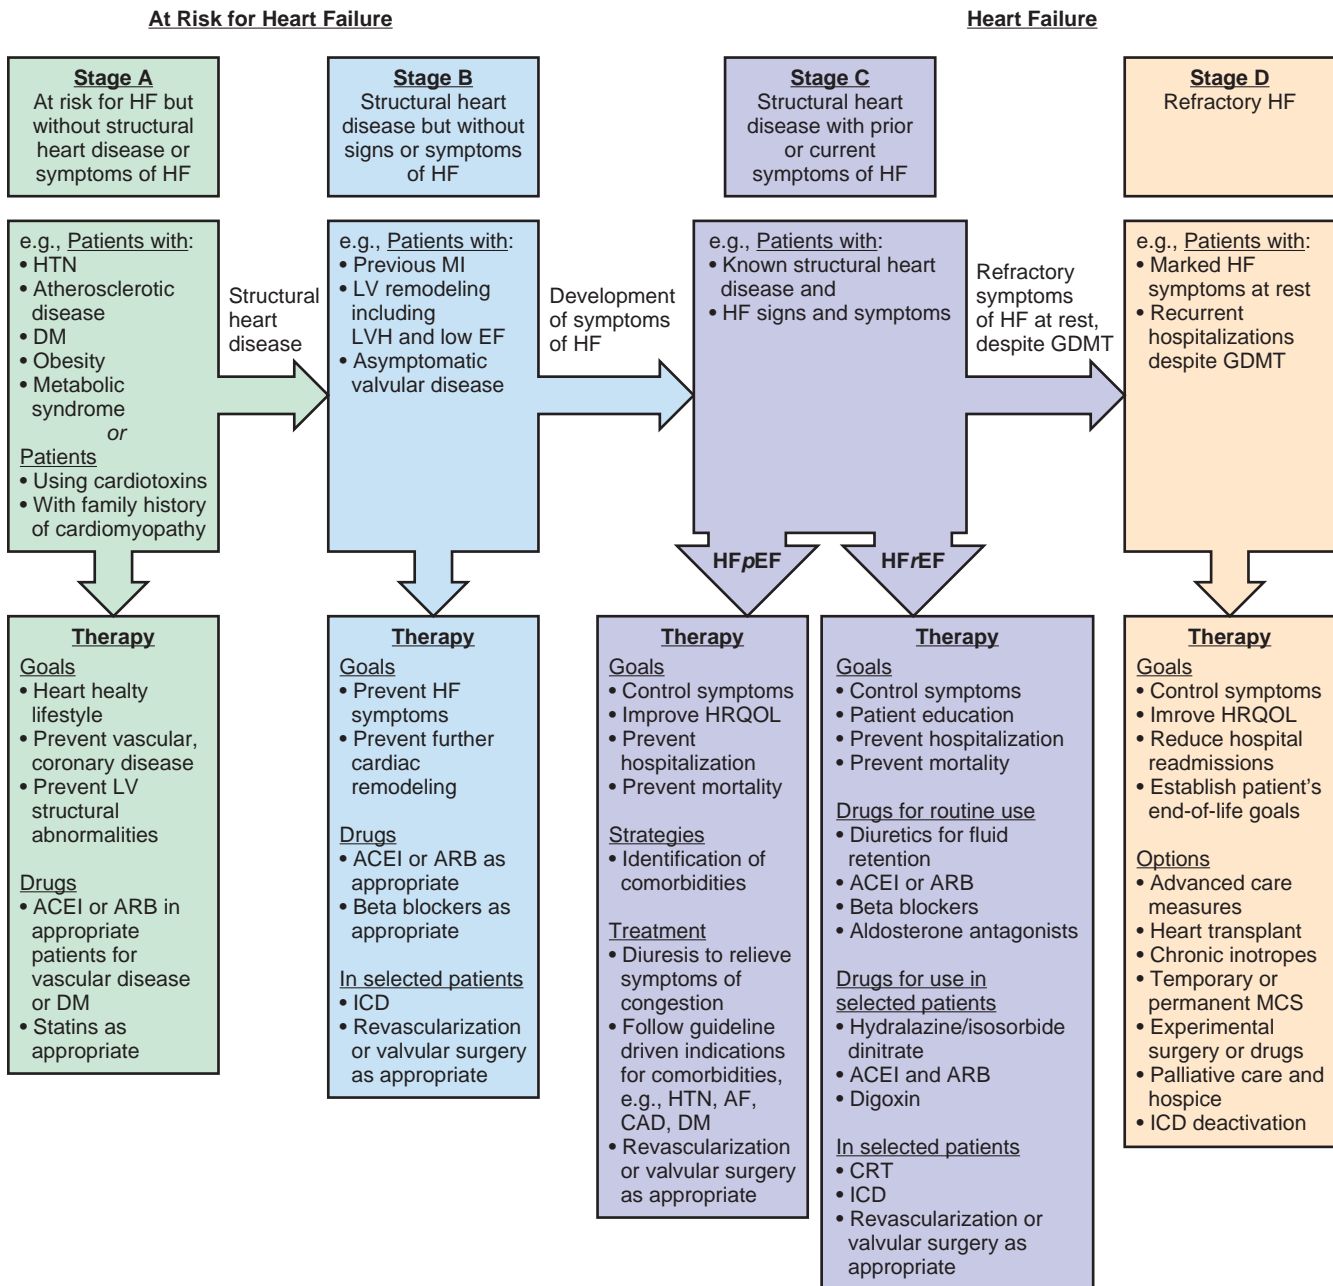 At Risk for Heart Failure
Heart Failure
Stage A
At risk for HF but
without structural
heart disease or
symptoms of HF
Stage B
Structural heart
disease but without
signs or symptoms
of HF
Stage C
Structural heart
disease with prior
or current
symptoms of HF
Stage D
Refractory HF
e.g., Patients with:
• HTN
• Atherosclerotic
disease
• DM
• Obesity
• Metabolic
syndrome
or
Patients
• Using cardiotoxins
• With family history
of cardiomyopathy
Structural
heart
disease
e.g., Patients with:
• Previous MI
• LV remodeling
including
LVH and low EF
• Asymptomatic
valvular disease
Development
of symptoms
of HF
e.g., Patients with:
• Known structural heart
disease and
• HF signs and symptoms
Refractory
symptoms
of HF at rest,
despite GDMT
e.g., Patients with:
• Marked HF
symptoms at rest
• Recurrent
hospitalizations
despite GDMT
HFpEF
HFrEF
Therapy
Goals
• Heart healty
lifestyle
• Prevent vascular,
coronary disease
• Prevent LV
structural
abnormalities
Drugs
• ACEI or ARB in
appropriate
patients for
vascular disease
or DM
• Statins as
appropriate
Therapy
Goals
• Prevent HF
symptoms
• Prevent further
cardiac
remodeling
Drugs
• ACEI or ARB as
appropriate
• Beta blockers as
appropriate
In selected patients
• ICD
• Revascularization
or valvular surgery
as appropriate
Therapy
Goals
• Control symptoms
• Improve HRQOL
• Prevent
hospitalization
• Prevent mortality
Strategies
• Identification of
comorbidities
Treatment
• Diuresis to relieve
symptoms of
congestion
• Follow guideline
driven indications
for comorbidities,
e.g., HTN, AF,
CAD, DM
• Revascularization
or valvular surgery
as appropriate
Therapy
Goals
• Control symptoms
• Patient education
• Prevent hospitalization
• Prevent mortality
Drugs for routine use
• Diuretics for fluid
retention
• ACEI or ARB
• Beta blockers
• Aldosterone antagonists
Drugs for use in
selected patients
• Hydralazine/isosorbide
dinitrate
• ACEI and ARB
• Digoxin
In selected patients
• CRT
• ICD
• Revascularization or
valvular surgery as
appropriate
Therapy
Goals
• Control symptoms
• Imrove HRQOL
• Reduce hospital
readmissions
• Establish patient's
end-of-life goals
Options
• Advanced care
measures
• Heart transplant
• Chronic inotropes
• Temporary or
permanent MCS
• Experimental
surgery or drugs
• Palliative care and
hospice
• ICD deactivation